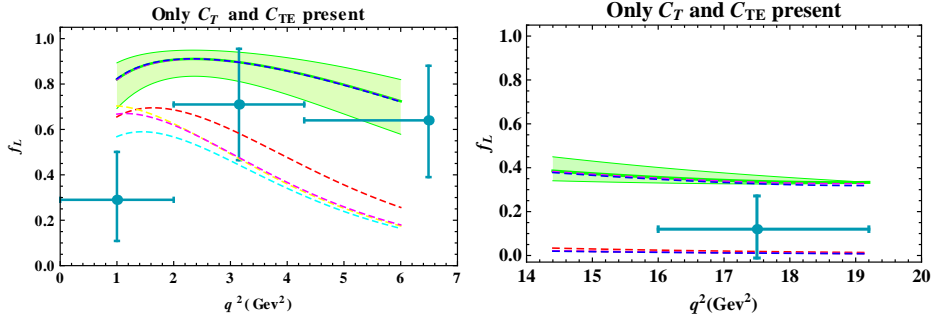 Only C_T and C_TE present
1.0
0.8
0.6
0.4
0.2
0.0
f_L
0 1 2 3 4 5 6 7
q^2(Gev^2)
Only C_T and C_TE present
1.0
0.8
0.6
0.4
0.2
0.0
f_L
14 15 16 17 18 19 20
q^2(Gev^2)